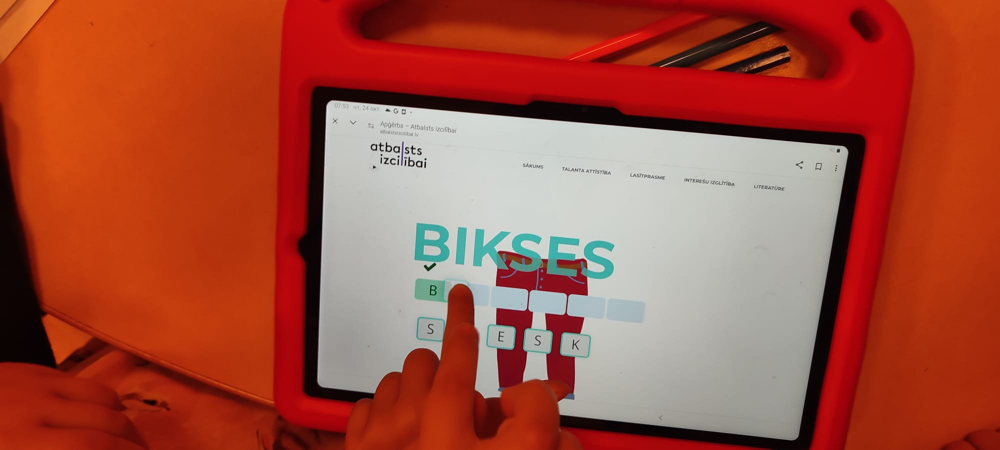 07:53 чт, 24 окт. G
Apģērbs – Atbalsts izcilībai
atbalstsizcilibai.lv
atbalsts
izcilībai
SĀKUMS TALANTA ATTĪSTĪBA LASĪTPRASME INTEREŠU IZGLĪTĪBA LITERATŪRE
BIKSES
B
S E S K